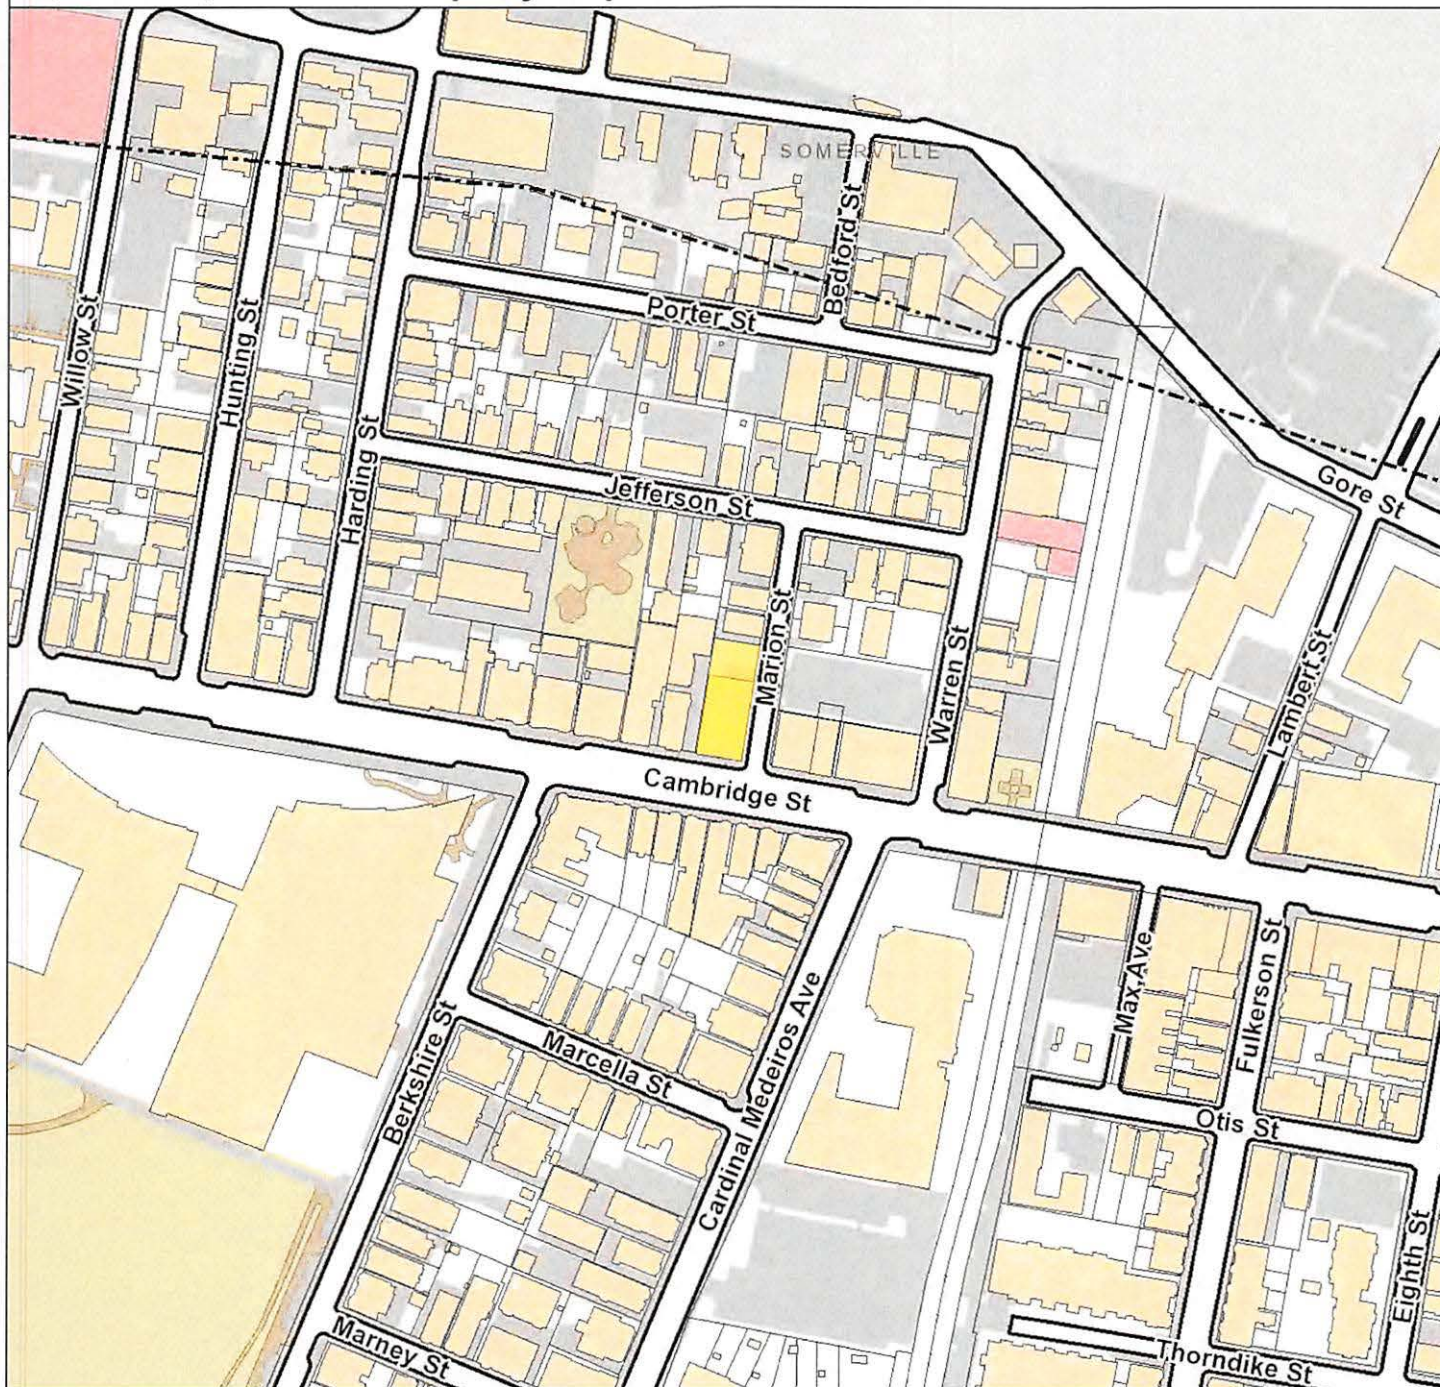 SOMERVILLE
Bedford St
Porter St
Willow St
Hunting St
Harding St
Jefferson St
Gore St
Marion St
Warren St
Lambert St
Cambridge St
Max Ave
Fulkerson St
Berkshire St
Marcella St
Cardinal Medeiros Ave
Otis St
Eighth St
Marney St
Thorndike St